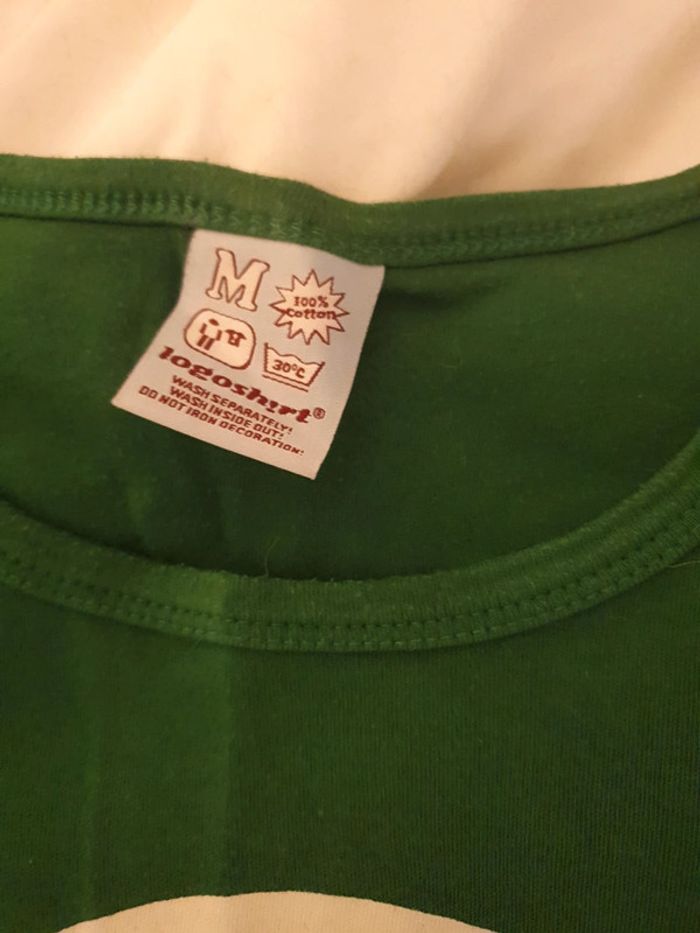 M
100%
Cotton
30°C
logoshirt®
WASH SEPARATELY!
WASH INSIDE OUT!
DO NOT IRON DECORATION!